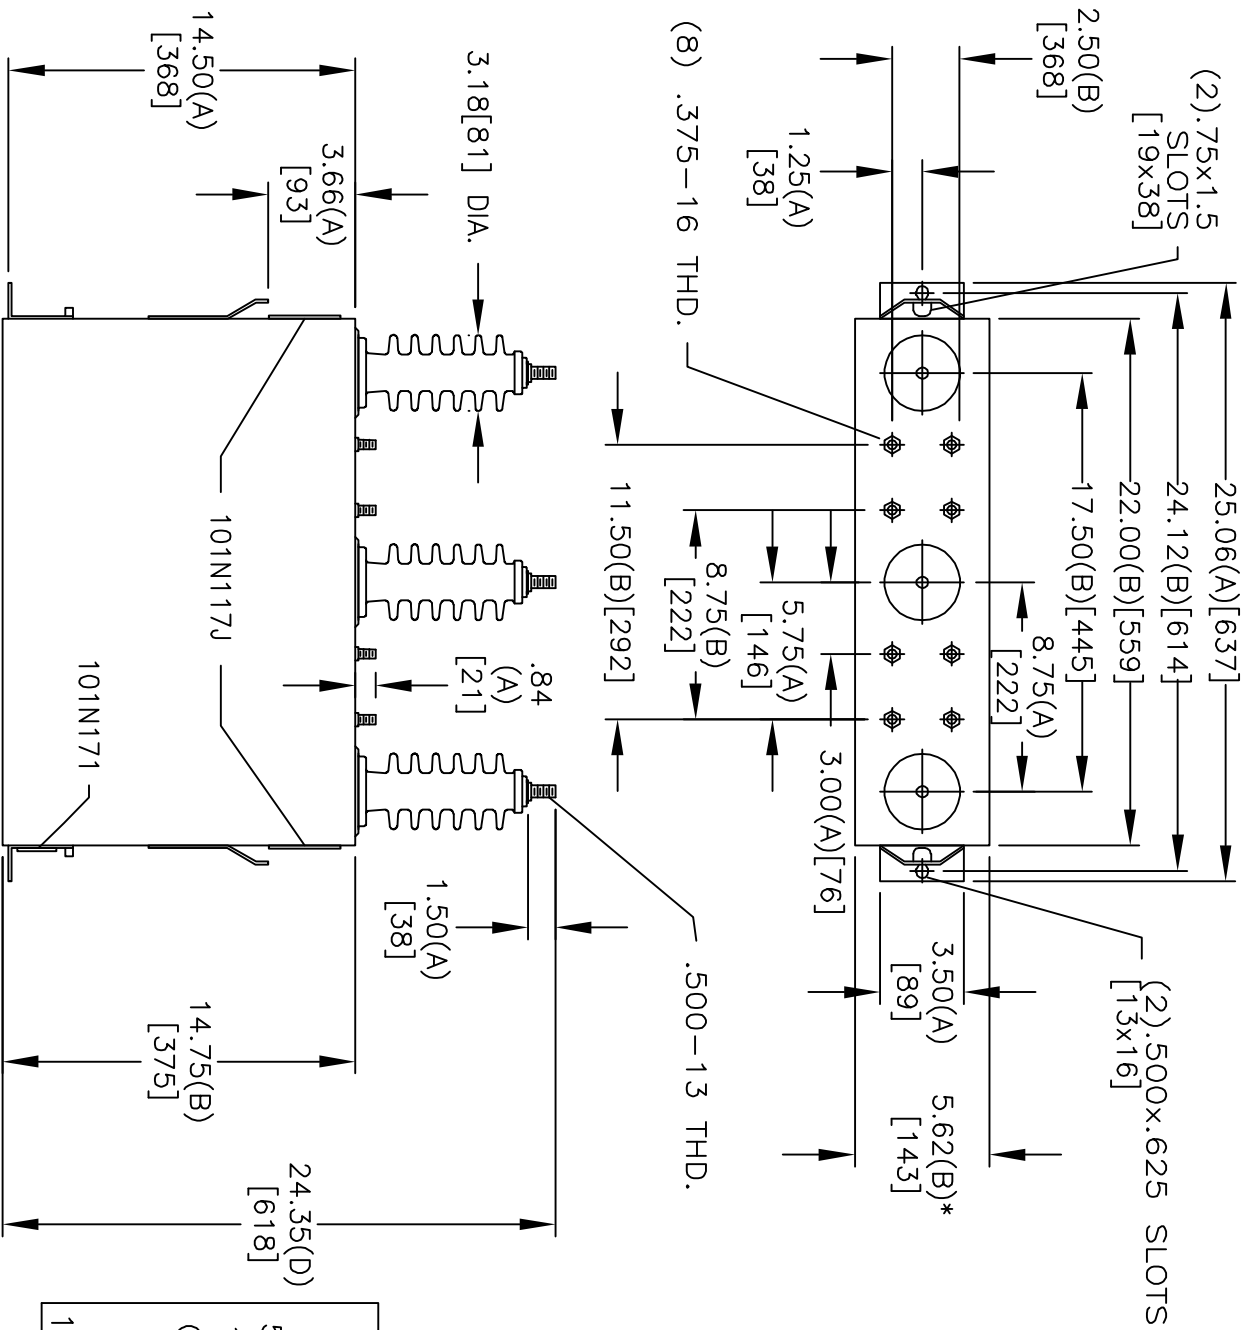 25.06(A)[637]
24.12(B)[614]
22.00(B)[559]
17.50(B)[445]
8.75(A)
[222]
(2).75x1.5
SLOTS
[19x38]
2.50(B)
[368]
1.25(A)
[38]
(8) .375-16 THD.
(2).500x.625 SLOTS
[13x16]
3.50(A)
[89]
5.62(B)*
[143]
3.00(A)[76]
5.75(A)
[146]
8.75(B)
[222]
11.50(B)[292]
.500-13 THD.
3.18[81] DIA.
.84
(A)
[21]
1.50(A)
[38]
3.66(A)
[93]
14.50(A)
[368]
101N117J
101N171
14.75(B)
[375]
24.35(D)
[618]